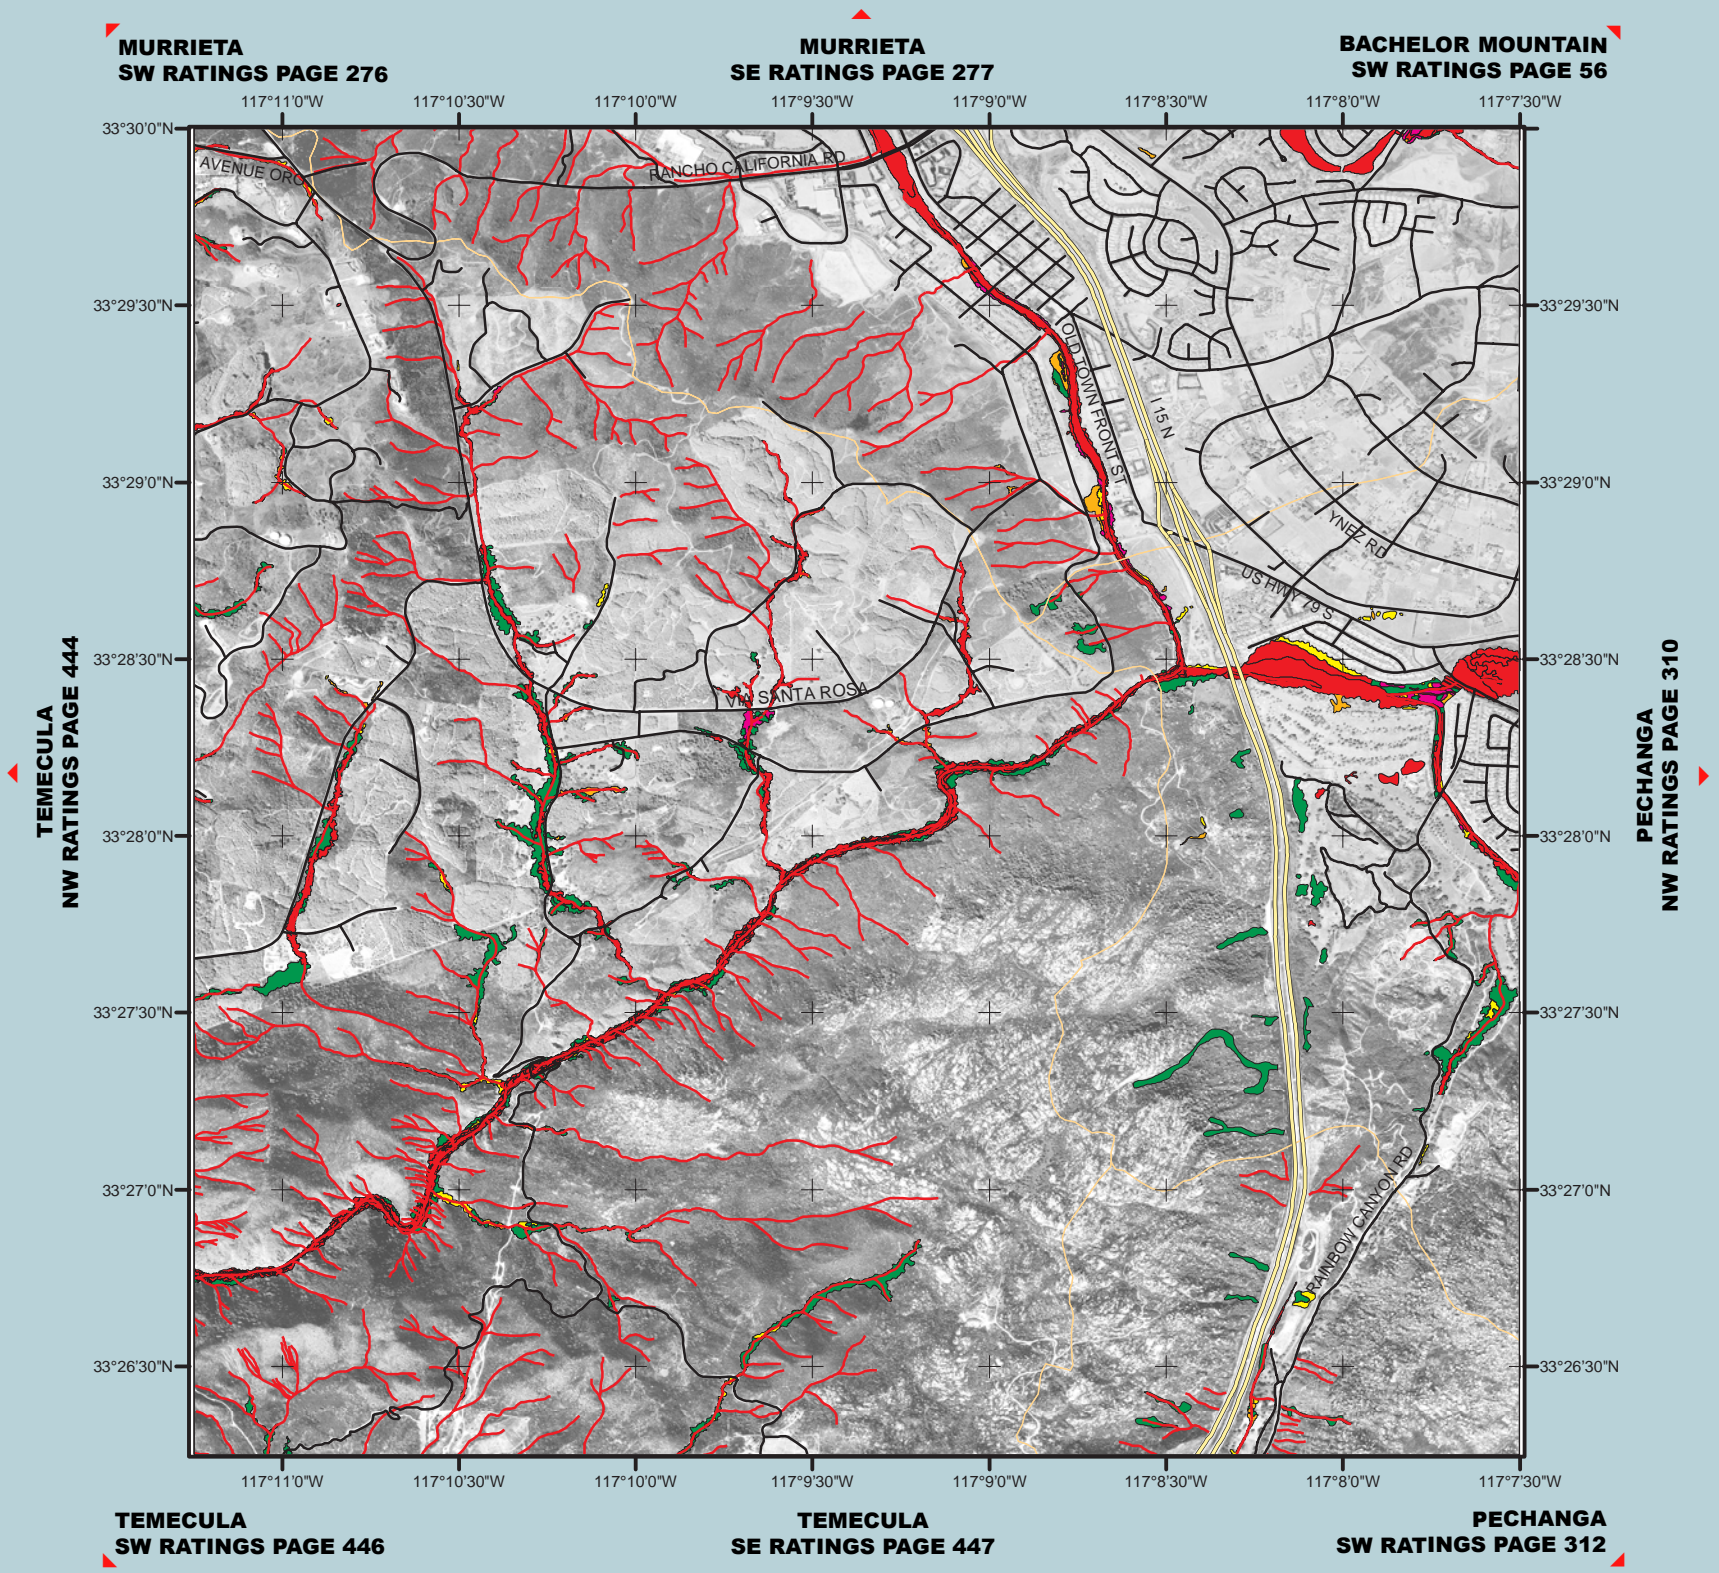 MURRIETA
SW RATINGS PAGE 276
MURRIETA
SE RATINGS PAGE 277
BACHELOR MOUNTAIN
SW RATINGS PAGE 56
117°11'0"W
117°10'30"W
117°10'0"W
117°9'30"W
117°9'0"W
117°8'30"W
117°8'0"W
117°7'30"W
33°30'0"N
AVENUE ORO
RANCHO CALIFORNIA RD
33°29'30"N
33°29'30"N
OLD TOWN FRONT ST
I 15 N
33°29'0"N
33°29'0"N
YNEZ RD
US HWY 79 S
33°28'30"N
33°28'30"N
VIA SANTA ROSA
TEMECULA
NW RATINGS PAGE 444
PECHANGA
NW RATINGS PAGE 310
33°28'0"N
33°28'0"N
33°27'30"N
33°27'30"N
33°27'0"N
33°27'0"N
RAINBOW CANYON RD
33°26'30"N
33°26'30"N
117°11'0"W
117°10'30"W
117°10'0"W
117°9'30"W
117°9'0"W
117°8'30"W
117°8'0"W
117°7'30"W
TEMECULA
SW RATINGS PAGE 446
TEMECULA
SE RATINGS PAGE 447
PECHANGA
SW RATINGS PAGE 312